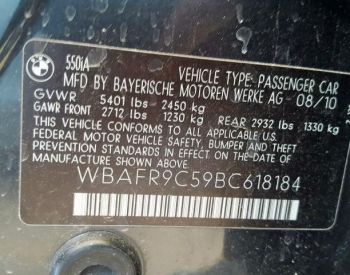 BMW
550iA
VEHICLE TYPE: PASSENGER CAR
MFD BY BAYERISCHE MOTOREN WERKE AG 08/10
GVWR 5401 lbs 2450 kg
GAWR FRONT 2712 lbs 1230 kg REAR 2932 lbs 1330 kg
THIS VEHICLE CONFORMS TO ALL APPLICABLE U.S.
FEDERAL MOTOR VEHICLE SAFETY, BUMPER AND THEFT
PREVENTION STANDARDS IN EFFECT ON THE DATE OF
MANUFACTURE SHOWN ABOVE.
WBAFR9C59BC618184